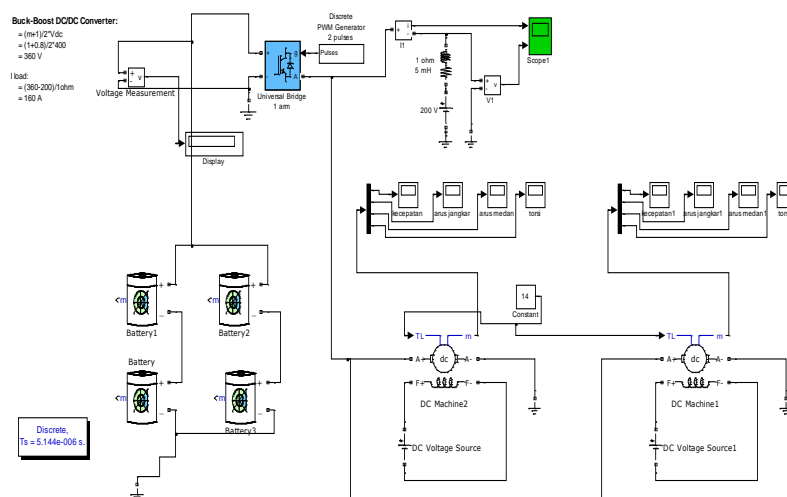 Buck-Boost DC/DC Converter:
= (m+1)/2*Vdc
= (1+0.8)/2*400
= 360 V
I load:
= (360-200)/1ohm
= 160 A
+
-
v
Voltage Measurement
Display
+
-
g
A
Universal Bridge
1 arm
Discrete
PWM Generator
2 pulses
Pulses
+
-
i
I1
1 ohm
5 mH
200 V
+
-
v
V1
Scope1
kecepatan
arus jangkar
arus medan
torsi
kecepatan1
arus jangkar1
arus medan1
<m
+
_
Battery1
<m
+
_
Battery2
Battery
<m
+
_
<m
+
_
Battery3
14
Constant
TL
m
A+
dc
A-
F+
F-
DC Machine2
DC Voltage Source
TL
m
A+
dc
A-
F+
F-
DC Machine1
DC Voltage Source1
Discrete,
Ts = 5.144e-006 s.